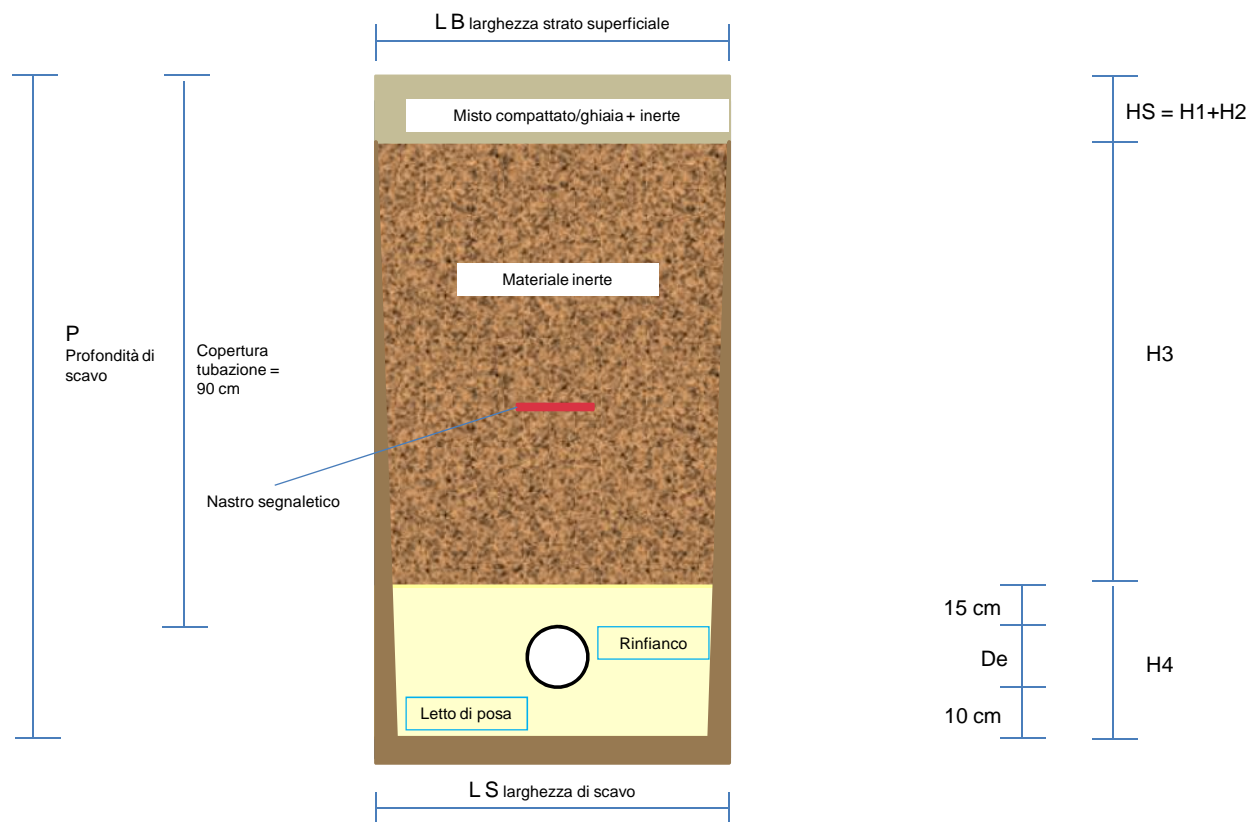 L B larghezza strato superficiale
Misto compattato/ghiaia + inerte
HS = H1+H2
Materiale inerte
P
Profondità di
scavo
Copertura
tubazione =
90 cm
H3
Nastro segnaletico
15 cm
Rinfianco
De
H4
Letto di posa
10 cm
L S larghezza di scavo